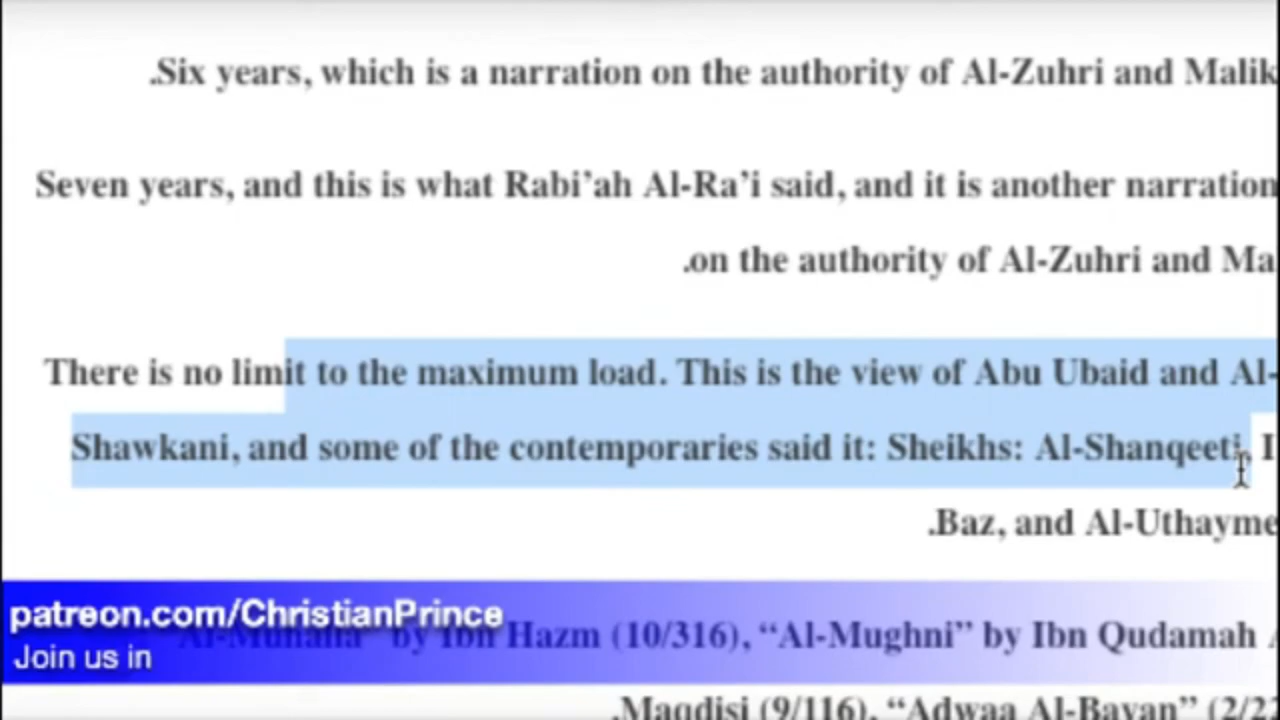 .Six years, which is a narration on the authority of Al-Zuhri and Malik
Seven years, and this is what Rabi’ah Al-Ra’i said, and it is another narration
.on the authority of Al-Zuhri and Ma
There is no limit to the maximum load. This is the view of Abu Ubaid and Al-
Shawkani, and some of the contemporaries said it: Sheikhs: Al-Shanqeeti, I
.Baz, and Al-Uthayme
patreon.com/ChristianPrince
“Al-Muhalla” by Ibn Hazm (10/316), “Al-Mughni” by Ibn Qudamah
Join us in
.Maqdisi (9/116), “Adwaa Al-Bayan” (2/22